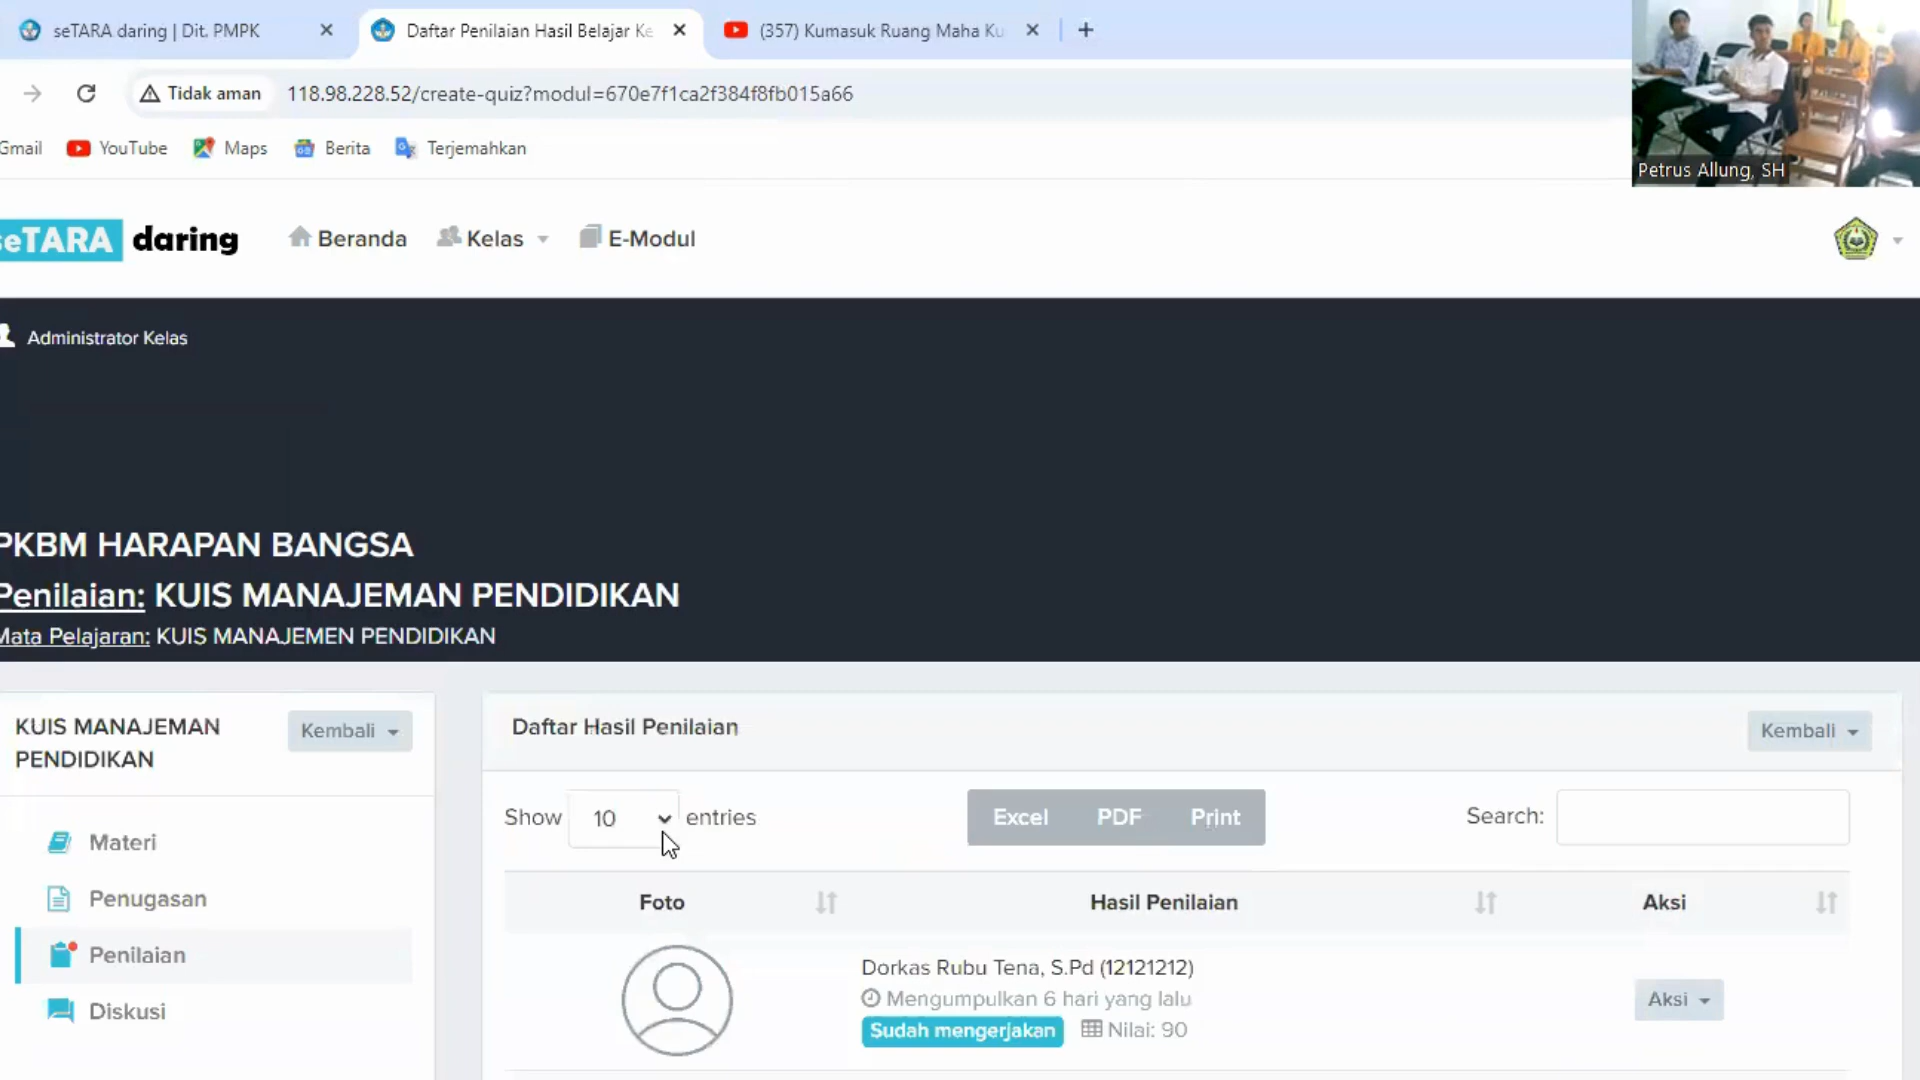 seTARA daring | Dit. PMPK
Daftar Penilaian Hasil Belajar Ke
(357) Kumasuk Ruang Maha Ku
Tidak aman
118.98.228.52/create-quiz?modul=670e7f1ca2f384f8fb015a66
Gmail
YouTube
Maps
Berita
Terjemahkan
Petrus Allung, SH
seTARA daring
Beranda
Kelas
E-Modul
Administrator Kelas
PKBM HARAPAN BANGSA
Penilaian: KUIS MANAJEMAN PENDIDIKAN
Mata Pelajaran: KUIS MANAJEMEN PENDIDIKAN
KUIS MANAJEMAN
PENDIDIKAN
Kembali
Materi
Penugasan
Penilaian
Diskusi
Daftar Hasil Penilaian
Kembali
Show 10 entries
Excel PDF Print
Search:
Foto
Hasil Penilaian
Aksi
Dorkas Rubu Tena, S.Pd (12121212)
Mengumpulkan 6 hari yang lalu
Sudah mengerjakan
Nilai: 90
Aksi